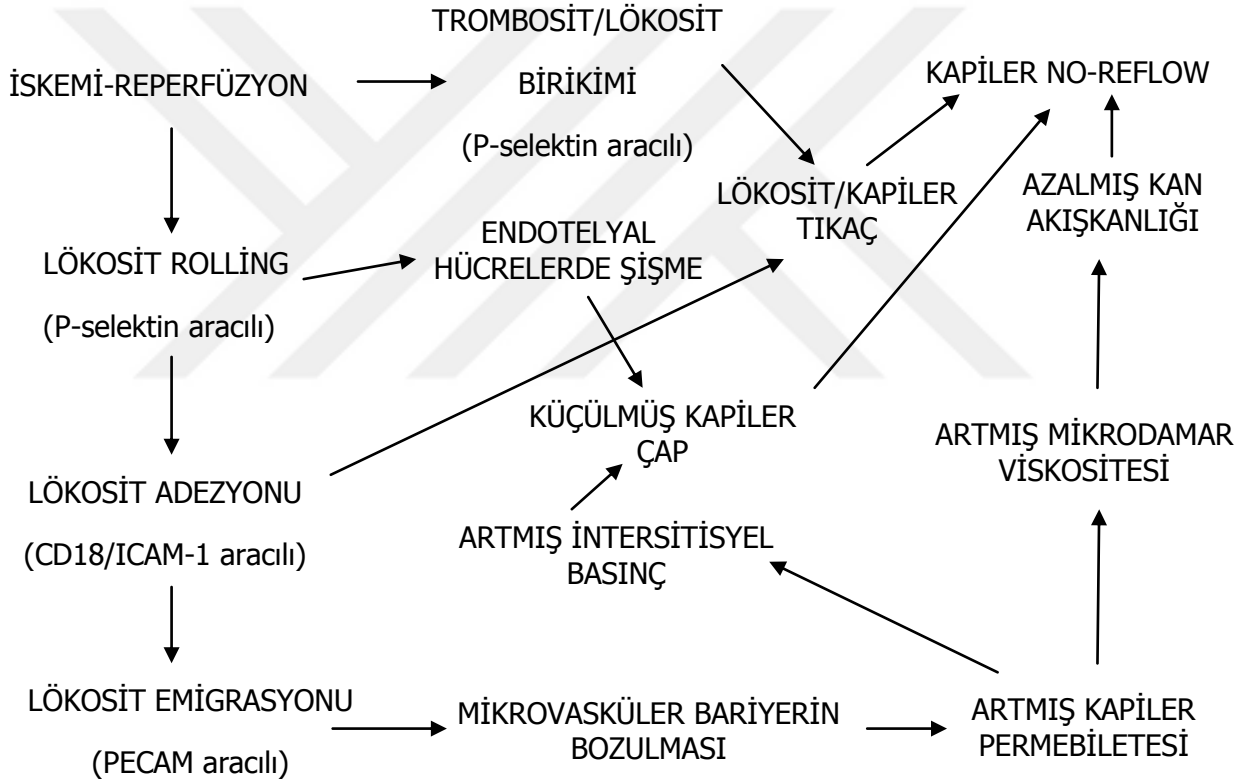 TROMBOSİT/LÖKOSİT
BİRİKİMİ
(P-selektin aracılı)
İSKEMİ-REPERFÜZYON
KAPİLER NO-REFLOW
LÖKOSİT/KAPİLER
TIKAÇ
AZALMIŞ KAN
AKIŞKANLIĞI
LÖKOSİT ROLLİNG
(P-selektin aracılı)
ENDOTELYAL
HÜCRELERDE ŞİŞME
KÜÇÜLMÜŞ KAPİLER
ÇAP
ARTMIŞ MİKRODAMAR
VİSKOSİTESİ
LÖKOSİT ADEZYONU
(CD18/ICAM-1 aracılı)
ARTMIŞ İNTERSİTİSYEL
BASINÇ
LÖKOSİT EMİGRASYONU
(PECAM aracılı)
MİKROVASKÜLER BARİYERİN
BOZULMASI
ARTMIŞ KAPİLER
PERMEBİLETESİ